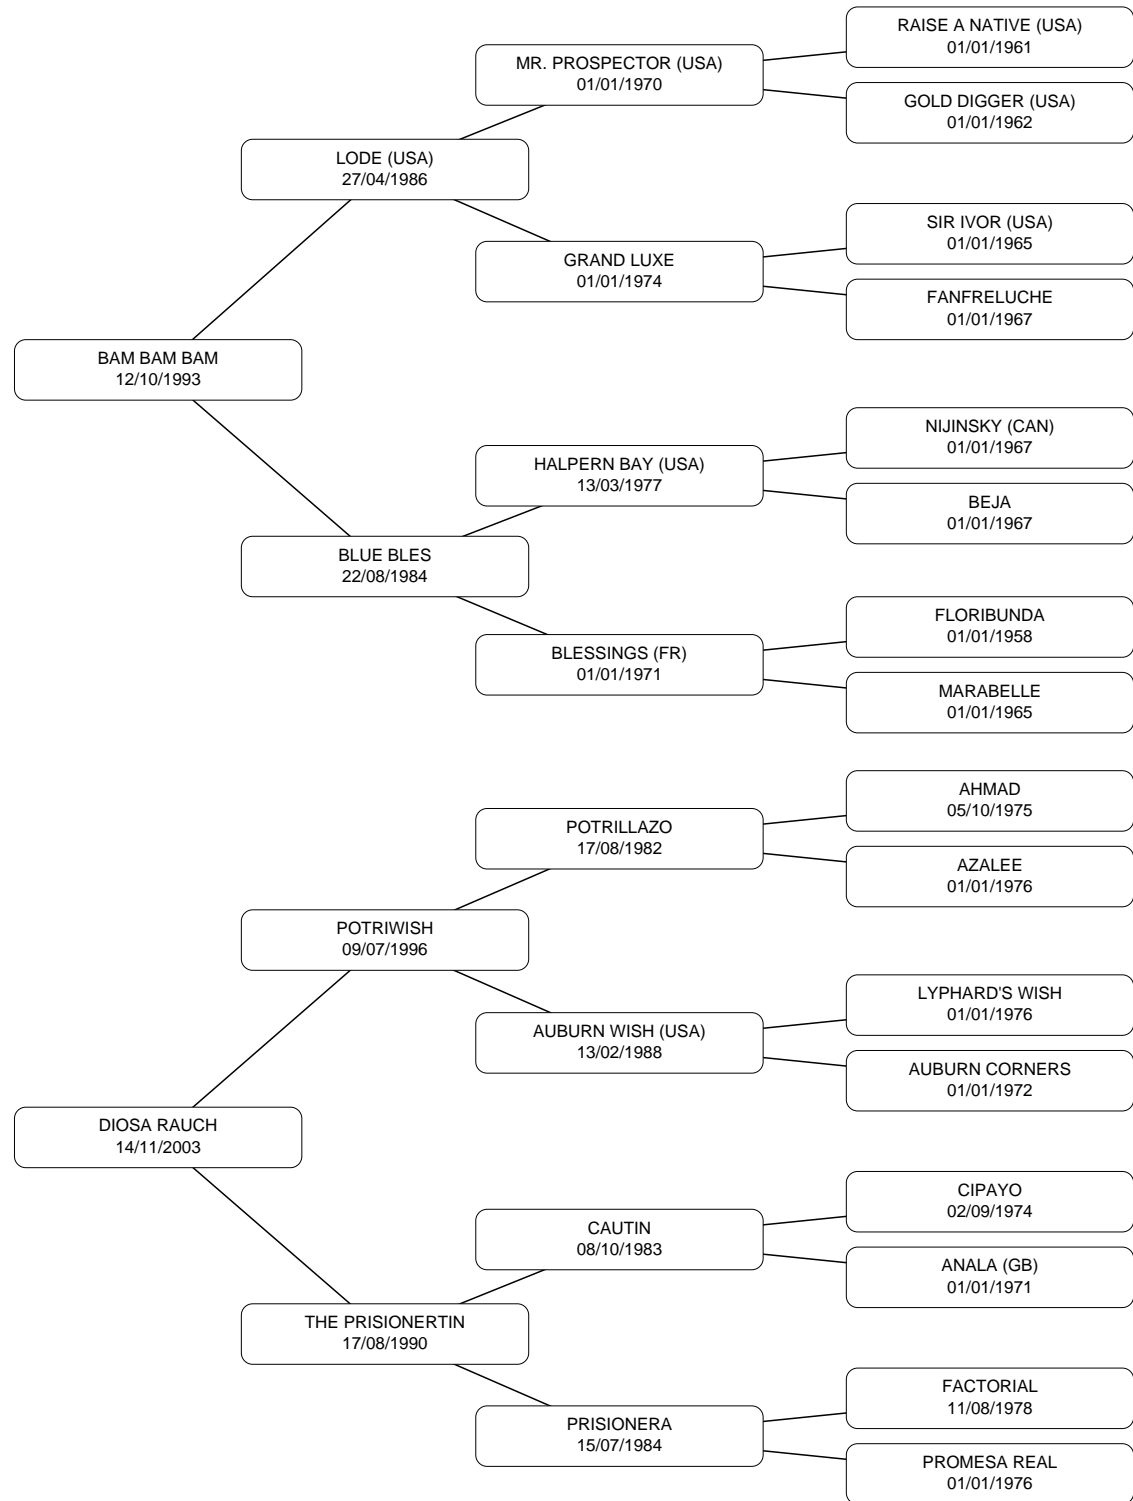 RAISE A NATIVE (USA)
01/01/1961
MR. PROSPECTOR (USA)
01/01/1970
GOLD DIGGER (USA)
01/01/1962
LODE (USA)
27/04/1986
SIR IVOR (USA)
01/01/1965
GRAND LUXE
01/01/1974
FANFRELUCHE
01/01/1967
BAM BAM BAM
12/10/1993
NIJINSKY (CAN)
01/01/1967
HALPERN BAY (USA)
13/03/1977
BEJA
01/01/1967
BLUE BLES
22/08/1984
FLORIBUNDA
01/01/1958
BLESSINGS (FR)
01/01/1971
MARABELLE
01/01/1965
AHMAD
05/10/1975
POTRILLAZO
17/08/1982
AZALEE
01/01/1976
POTRIWISH
09/07/1996
LYPHARD'S WISH
01/01/1976
AUBURN WISH (USA)
13/02/1988
AUBURN CORNERS
01/01/1972
DIOSA RAUCH
14/11/2003
CIPAYO
02/09/1974
CAUTIN
08/10/1983
ANALA (GB)
01/01/1971
THE PRISIONERTIN
17/08/1990
FACTORIAL
11/08/1978
PRISIONERA
15/07/1984
PROMESA REAL
01/01/1976